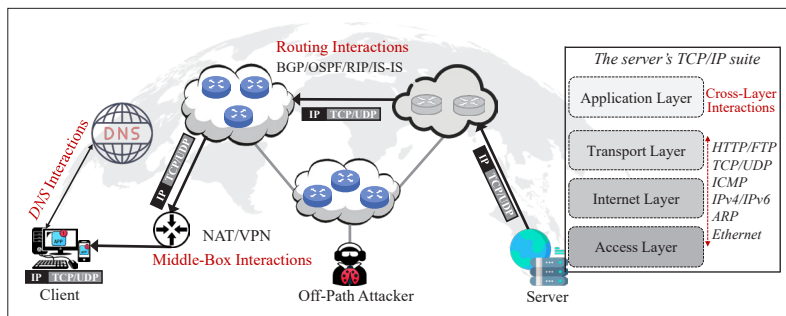 Routing Interactions
BGP/OSPF/RIP/IS-IS
The server's TCP/IP suite
Application Layer
Cross-Layer
Interactions
DNS
DNS Interactions
IP TCP/UDP
IP TCP/UDP
IP TCP/UDP
Transport Layer
HTTP/FTP
TCP/UDP
ICMP
Internet Layer
IPv4/IPv6
ARP
Access Layer
Ethernet
APP
NAT/VPN
Middle-Box Interactions
IP TCP/UDP
Client
Off-Path Attacker
Server